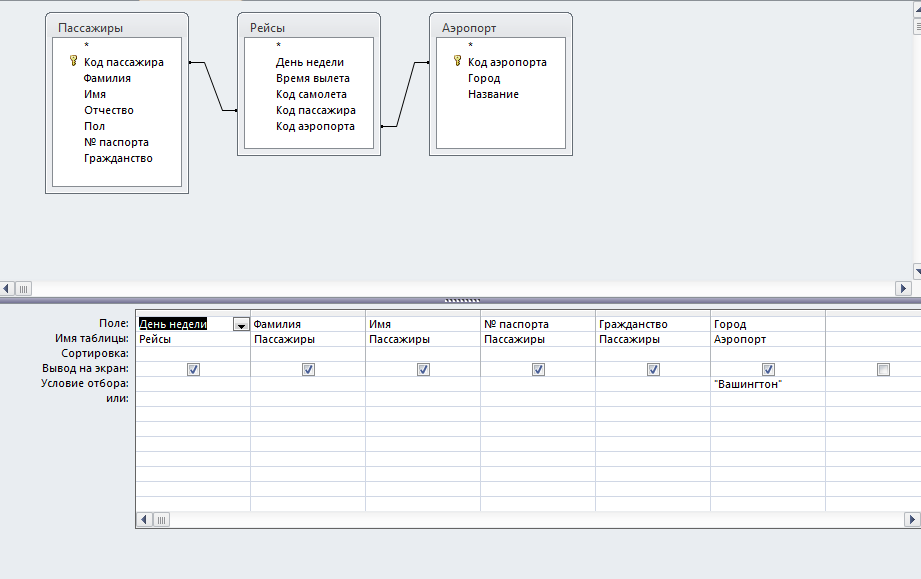 Пассажиры
*
Код пассажира
Фамилия
Имя
Отчество
Пол
№ паспорта
Гражданство
Рейсы
*
День недели
Время вылета
Код самолета
Код пассажира
Код аэропорта
Аэропорт
*
Код аэропорта
Город
Название
Поле: День недели Фамилия Имя № паспорта Гражданство Город
Имя таблицы: Рейсы Пассажиры Пассажиры Пассажиры Пассажиры Аэропорт
Сортировка:
Вывод на экран:
Условие отбора: "Вашингтон"
или: